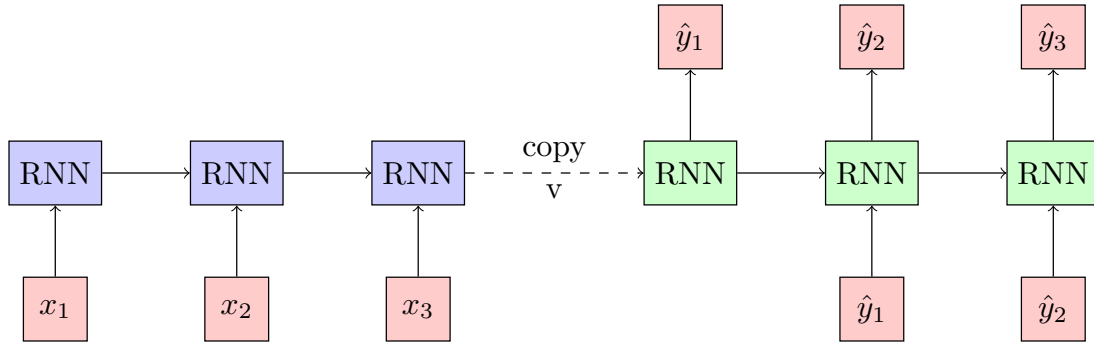 ŷ₁ ŷ₂ ŷ₃
copy
RNN RNN RNN RNN RNN RNN
v
x₁ x₂ x₃ ŷ₁ ŷ₂